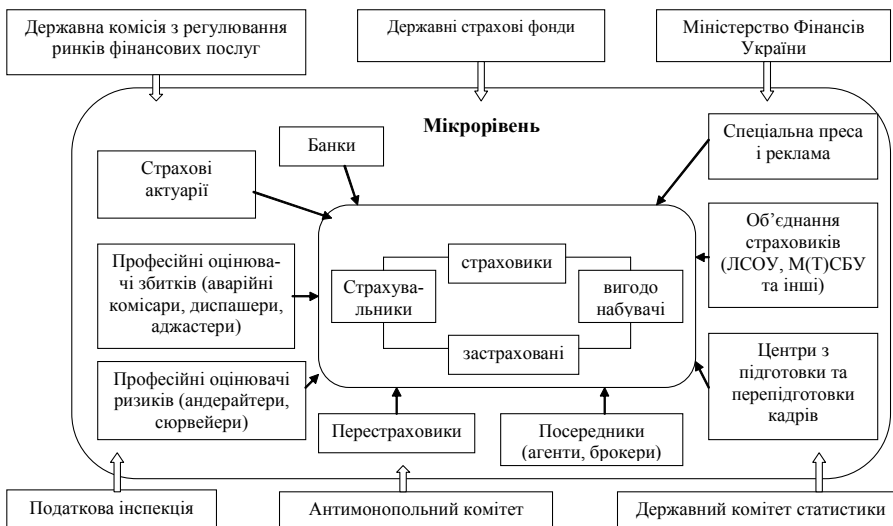 Державна комісія з регулювання
ринків фінансових послуг
Державні страхові фонди
Міністерство Фінансів
України
Мікрорівень
Банки
Спеціальна преса
і реклама
Страхові
актуарії
Об’єднання
страховиків
(ЛСОУ, М(Т)СБУ
та інші)
Професійні оцінюва-
чі збитків (аварійні
комісари, диспашери,
аджастери)
страховики
Страхува-
льники
вигодо
набувачі
застраховані
Центри з
підготовки та
перепідготовки
кадрів
Професійні оцінювачі
ризиків (андерайтери,
сюрвейери)
Перестраховики
Посередники
(агенти, брокери)
Податкова інспекція
Антимонопольний комітет
Державний комітет статистики